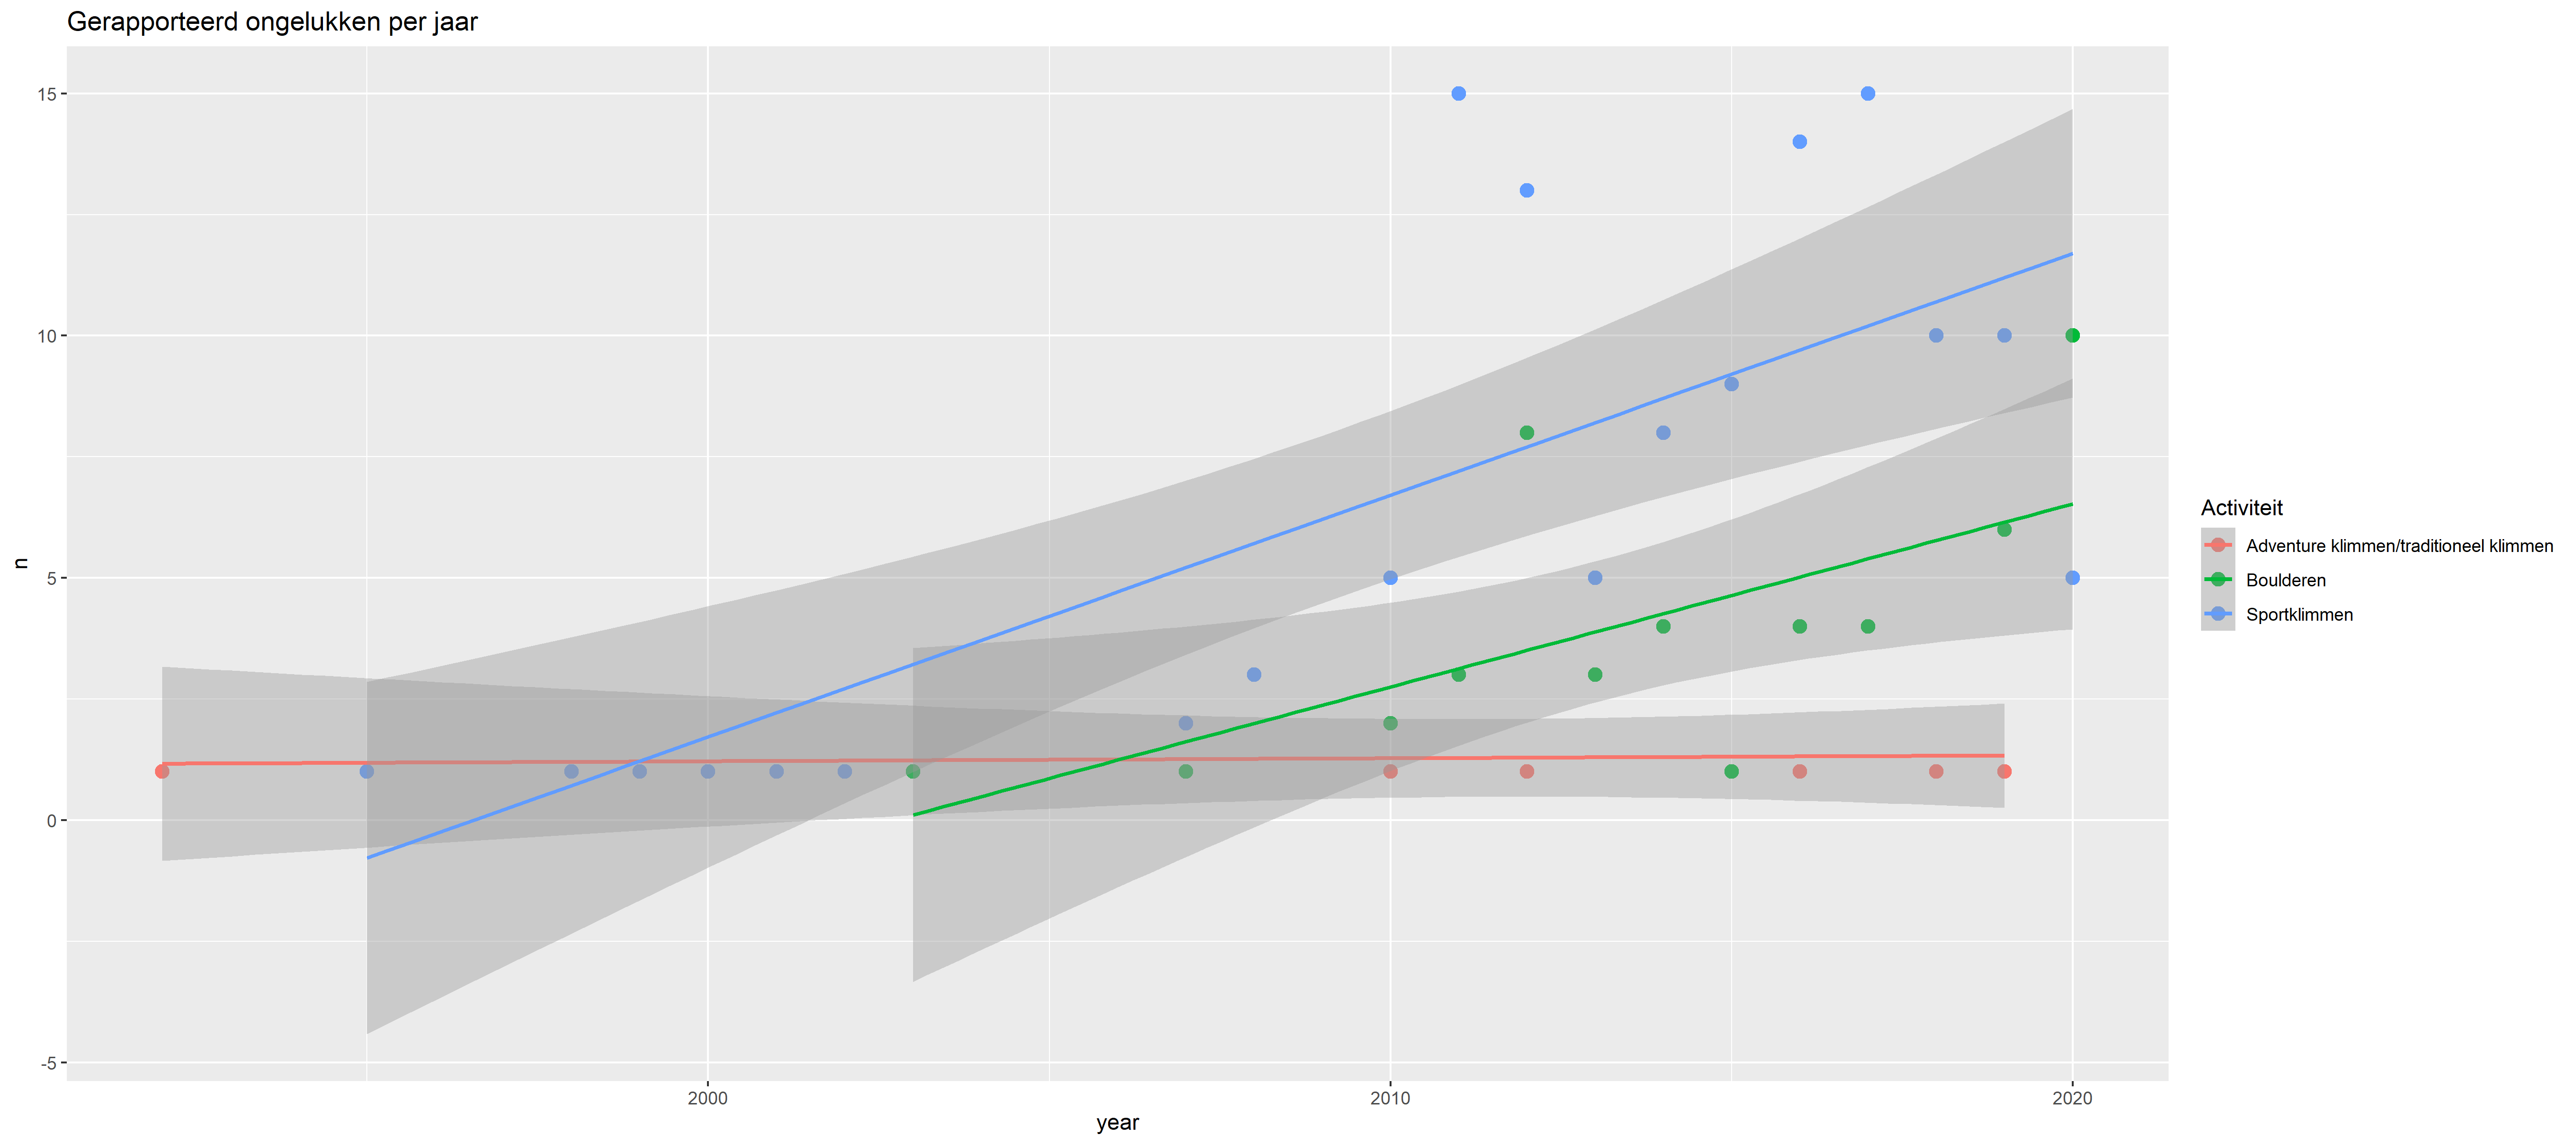 Gerapporteerd ongelukken per jaar
15
10
5
0
-5
n
2000
2010
2020
year
Activiteit
Adventure klimmen/traditioneel klimmen
Boulderen
Sportklimmen